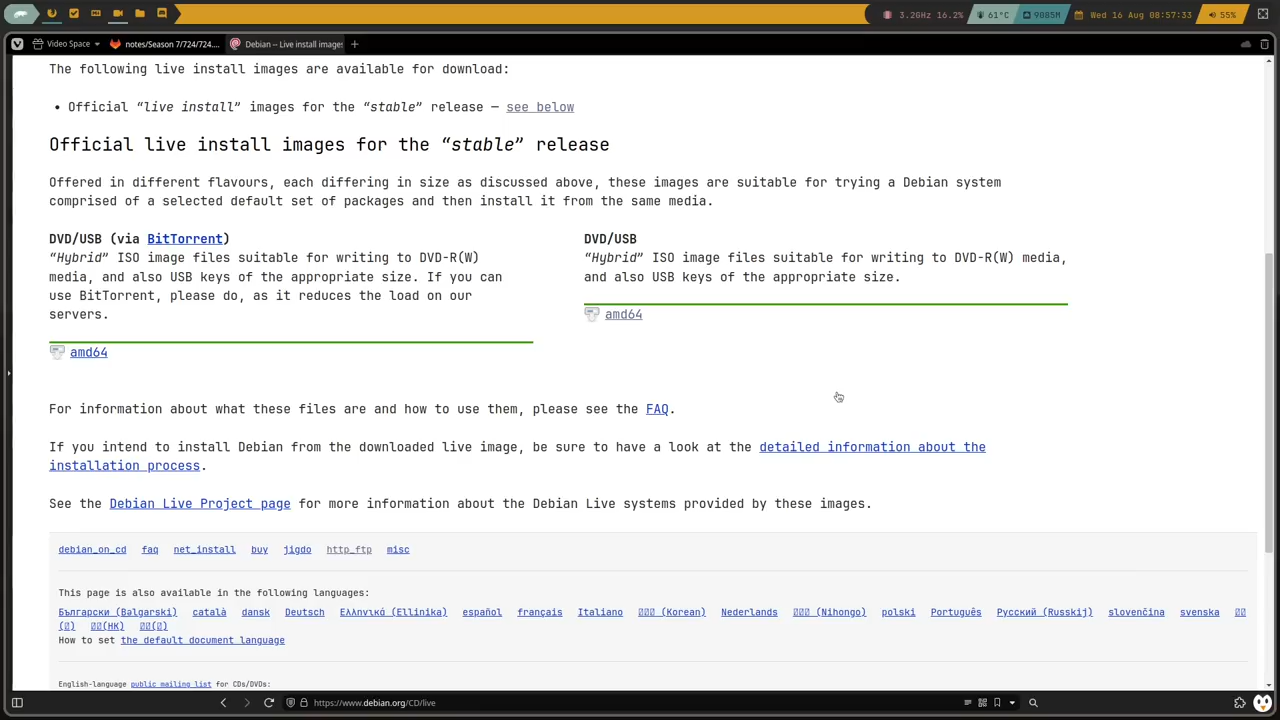 3.2GHz 16.2%
61°C
9085M
Wed 16 Aug 08:57:33
55%
Video Space
notes/Season 7/724/724....
Debian -- Live install images
The following live install images are available for download:
• Official “live install” images for the “stable” release — see below
Official live install images for the “stable” release
Offered in different flavours, each differing in size as discussed above, these images are suitable for trying a Debian system
comprised of a selected default set of packages and then install it from the same media.
DVD/USB (via BitTorrent)
“Hybrid” ISO image files suitable for writing to DVD-R(W)
media, and also USB keys of the appropriate size. If you can
use BitTorrent, please do, as it reduces the load on our
servers.
amd64
DVD/USB
“Hybrid” ISO image files suitable for writing to DVD-R(W) media,
and also USB keys of the appropriate size.
amd64
For information about what these files are and how to use them, please see the FAQ.
If you intend to install Debian from the downloaded live image, be sure to have a look at the detailed information about the
installation process.
See the Debian Live Project page for more information about the Debian Live systems provided by these images.
debian_on_cd faq net_install buy jigdo http_ftp misc
This page is also available in the following languages:
Български (Bəlgarski) català dansk Deutsch Ελληνικά (Ellinika) español français Italiano (Korean) Nederlands (Nihongo) polski Português Русский (Russkij) slovenčina svenska
(HK)
How to set the default document language
English-language public mailing list for CDs/DVDs:
https://www.debian.org/CD/live